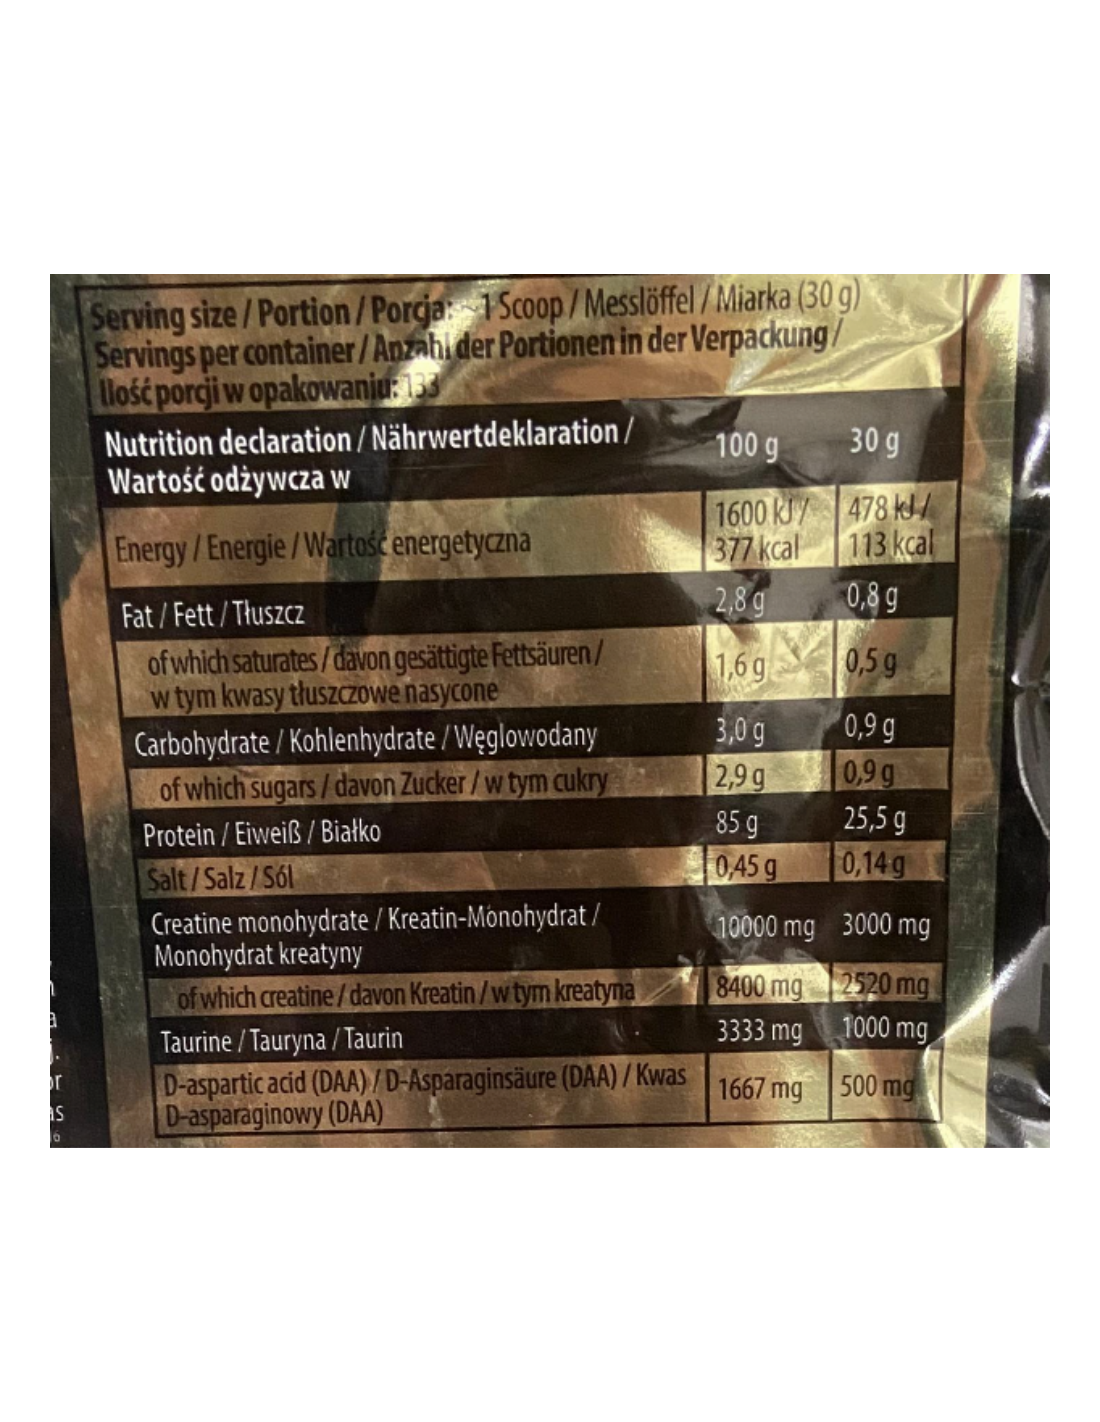 Serving size / Portion / Porcja: ~1 Scoop / Messlöffel / Miarka (30 g)
Servings per container / Anzahl der Portionen in der Verpackung /
Ilość porcji w opakowaniu: 133
Nutrition declaration / Nährwertdeklaration / 100 g 30 g
Wartość odżywcza w
Energy / Energie / Wartość energetyczna 1600 kJ / 377 kcal 478 kJ / 113 kcal
Fat / Fett / Tłuszcz 2,8 g 0,8 g
of which saturates / davon gesättigte Fettsäuren / 1,6 g 0,5 g
w tym kwasy tłuszczowe nasycone
Carbohydrate / Kohlenhydrate / Węglowodany 3,0 g 0,9 g
of which sugars / davon Zucker / w tym cukry 2,9 g 0,9 g
Protein / Eiweiß / Białko 85 g 25,5 g
Salt / Salz / Sól 0,45 g 0,14 g
Creatine monohydrate / Kreatin-Monohydrat / 10000 mg 3000 mg
Monohydrat kreatyny
of which creatine / davon Kreatin / w tym kreatyna 8400 mg 2520 mg
Taurine / Tauryna / Taurin 3333 mg 1000 mg
D-aspartic acid (DAA) / D-Asparaginsäure (DAA) / Kwas 1667 mg 500 mg
D-asparaginowy (DAA)